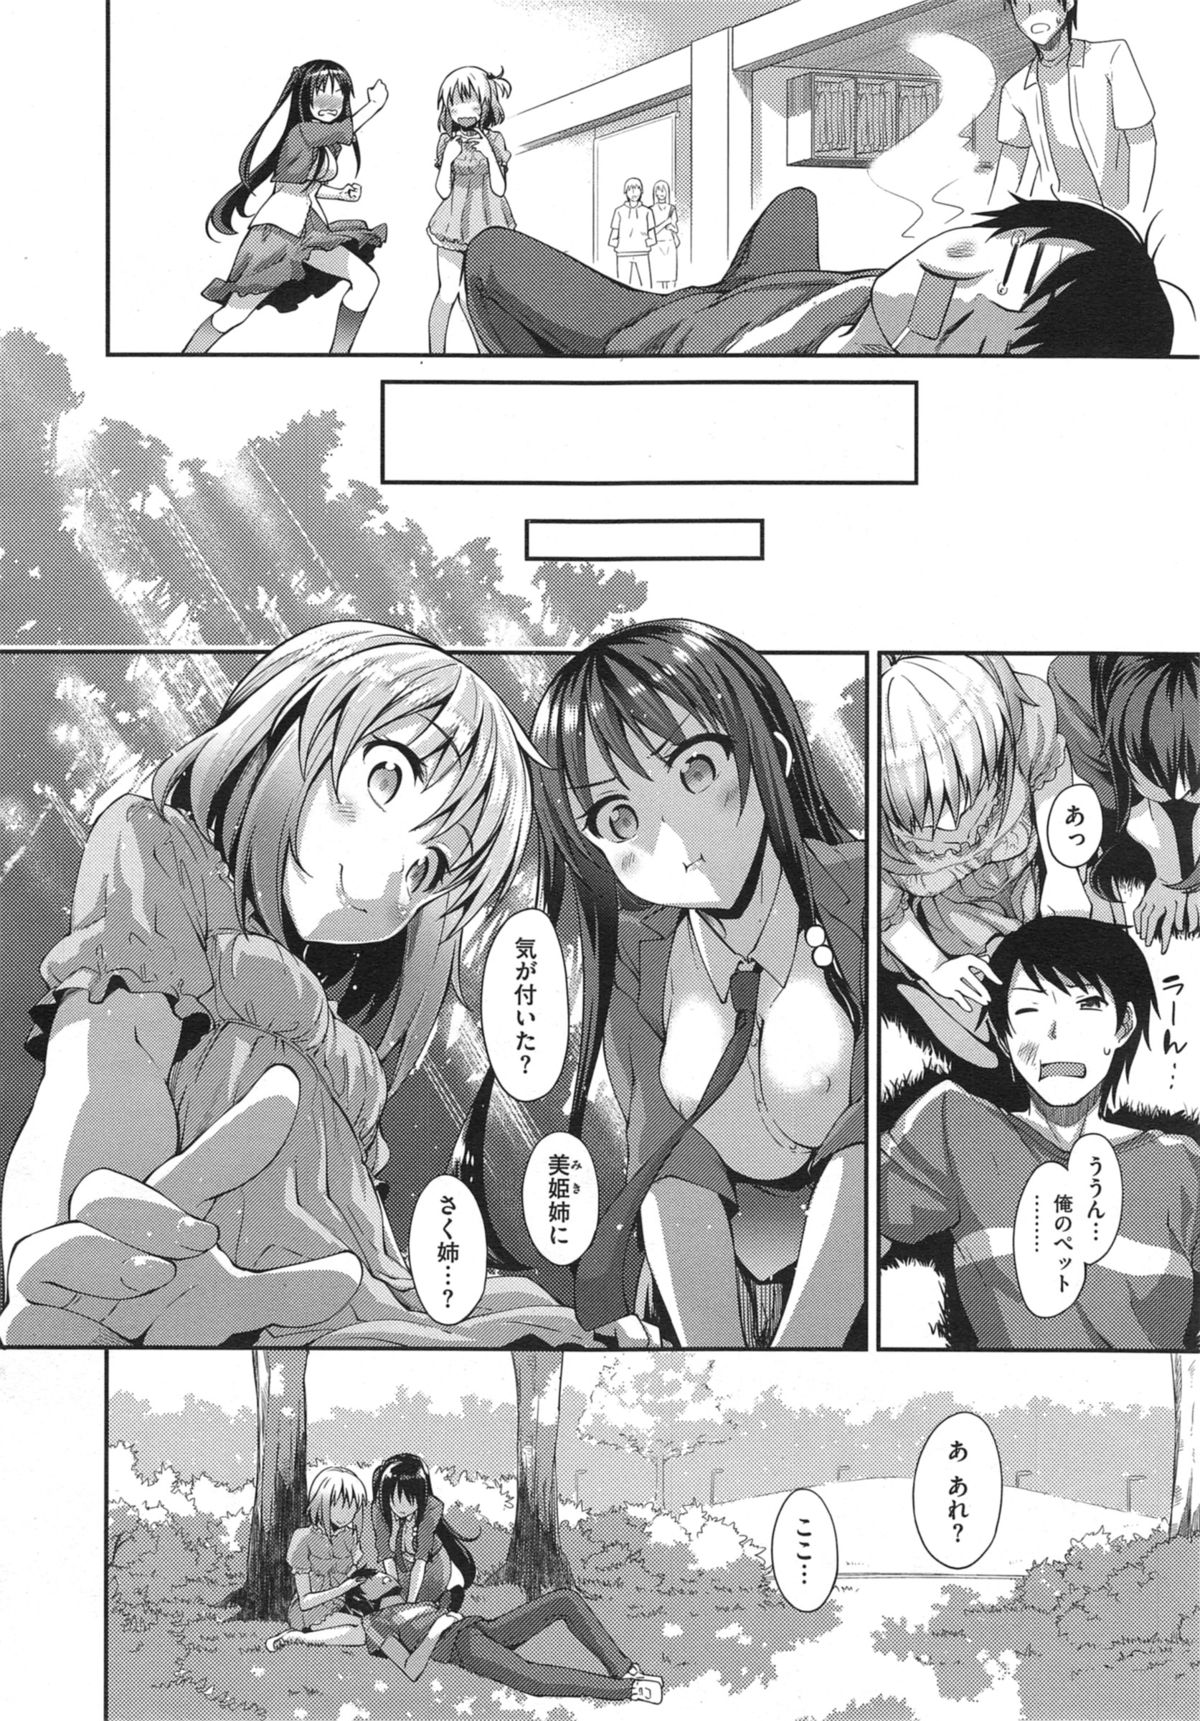 あっ
ラーん…
ううん…
俺のペット
………
気が付いた？
美姫姉に
みき
さく姉…？
あ あれ？
ここ…